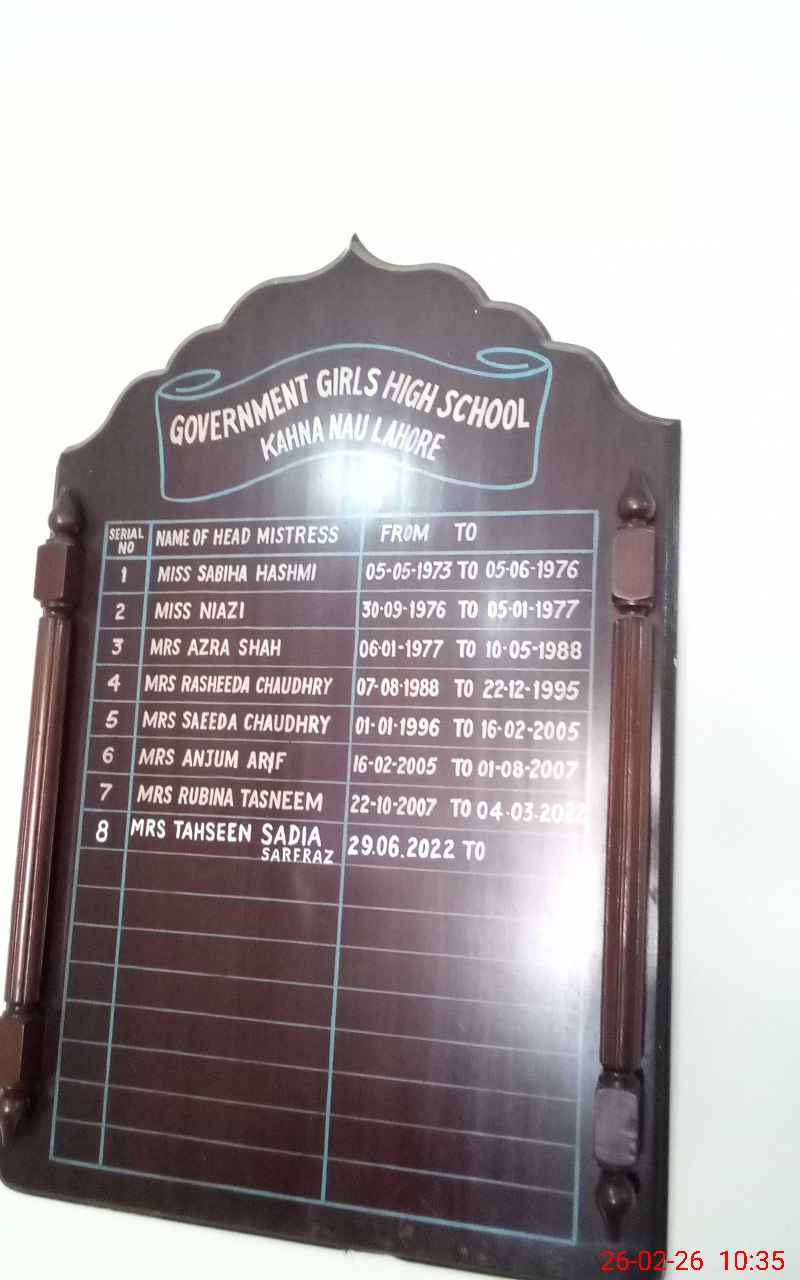 GOVERNMENT GIRLS HIGH SCHOOL
KAHNA NAU LAHORE
SERIAL NO NAME OF HEAD MISTRESS FROM TO
1 MISS SABIHA HASHMI 05-05-1973 TO 05-06-1976
2 MISS NIAZI 30-09-1976 TO 05-01-1977
3 MRS AZRA SHAH 06-01-1977 TO 10-05-1988
4 MRS RASHEEDA CHAUDHRY 07-08-1988 TO 22-12-1995
5 MRS SAEEDA CHAUDHRY 01-01-1996 TO 16-02-2005
6 MRS ANJUM ARIF 16-02-2005 TO 01-08-2007
7 MRS RUBINA TASNEEM 22-10-2007 TO 04.03.2022
8 MRS TAHSEEN SADIA SARFRAZ 29.06.2022 TO
26-02-26 10:35